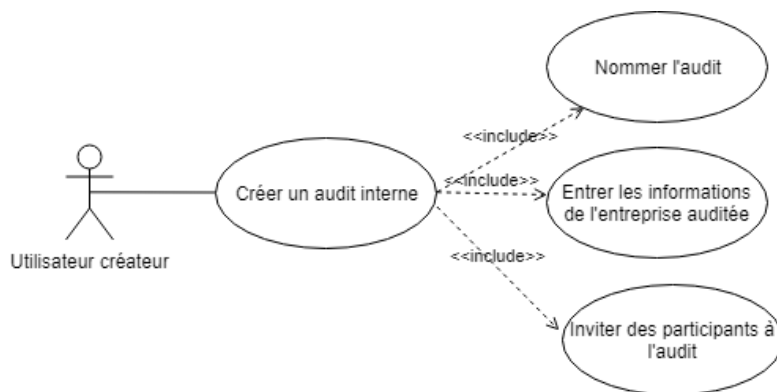 Nommer l'audit
<<include>>
Créer un audit interne
<<include>>
Entrer les informations
de l'entreprise auditée
Utilisateur créateur
<<include>>
Inviter des participants à
l'audit